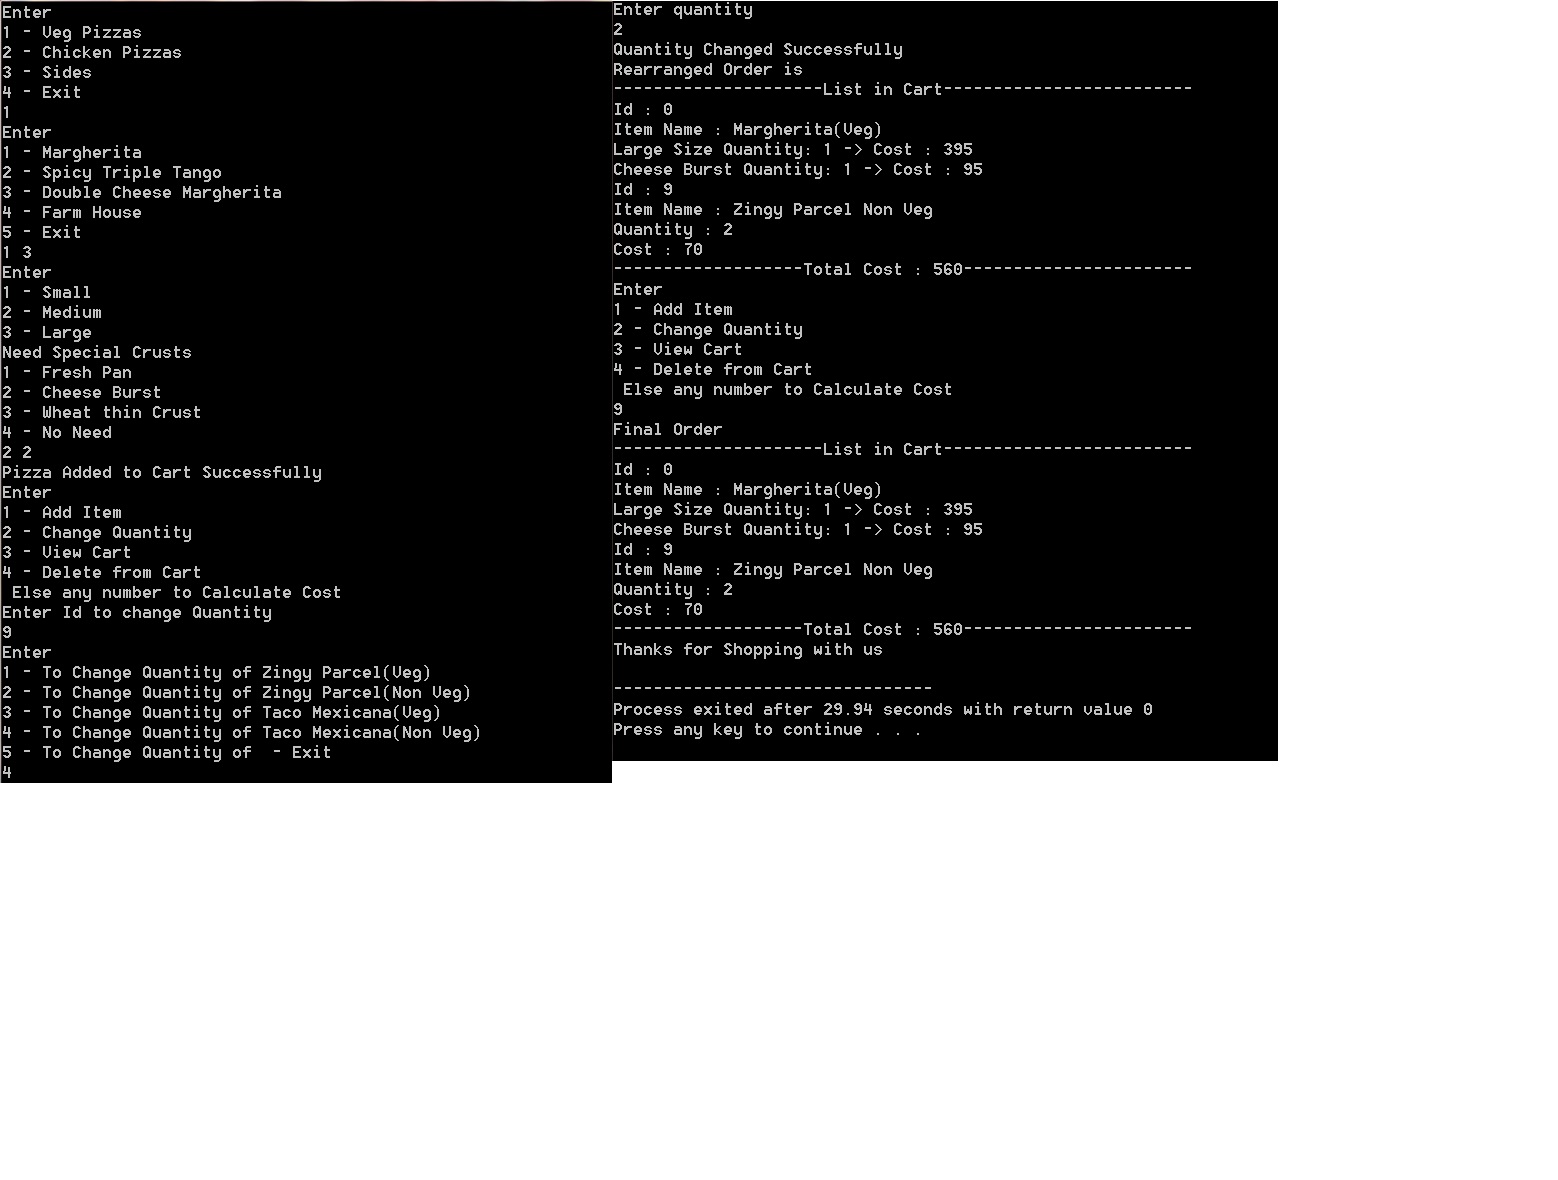 Enter
1 - Veg Pizzas
2 - Chicken Pizzas
3 - Sides
4 - Exit
1
Enter
1 - Margherita
2 - Spicy Triple Tango
3 - Double Cheese Margherita
4 - Farm House
5 - Exit
1 3
Enter
1 - Small
2 - Medium
3 - Large
Need Special Crusts
1 - Fresh Pan
2 - Cheese Burst
3 - Wheat thin Crust
4 - No Need
2 2
Pizza Added to Cart Successfully
Enter
1 - Add Item
2 - Change Quantity
3 - View Cart
4 - Delete from Cart
 Else any number to Calculate Cost
Enter Id to change Quantity
9
Enter
1 - To Change Quantity of Zingy Parcel(Veg)
2 - To Change Quantity of Zingy Parcel(Non Veg)
3 - To Change Quantity of Taco Mexicana(Veg)
4 - To Change Quantity of Taco Mexicana(Non Veg)
5 - To Change Quantity of  - Exit
4
Enter quantity
2
Quantity Changed Successfully
Rearranged Order is
---------------------List in Cart-------------------------
Id : 0
Item Name : Margherita(Veg)
Large Size Quantity: 1 -> Cost : 395
Cheese Burst Quantity: 1 -> Cost : 95
Id : 9
Item Name : Zingy Parcel Non Veg
Quantity : 2
Cost : 70
-------------------Total Cost : 560-----------------------
Enter
1 - Add Item
2 - Change Quantity
3 - View Cart
4 - Delete from Cart
 Else any number to Calculate Cost
9
Final Order
---------------------List in Cart-------------------------
Id : 0
Item Name : Margherita(Veg)
Large Size Quantity: 1 -> Cost : 395
Cheese Burst Quantity: 1 -> Cost : 95
Id : 9
Item Name : Zingy Parcel Non Veg
Quantity : 2
Cost : 70
-------------------Total Cost : 560-----------------------
Thanks for Shopping with us
--------------------------------
Process exited after 29.94 seconds with return value 0
Press any key to continue . . .